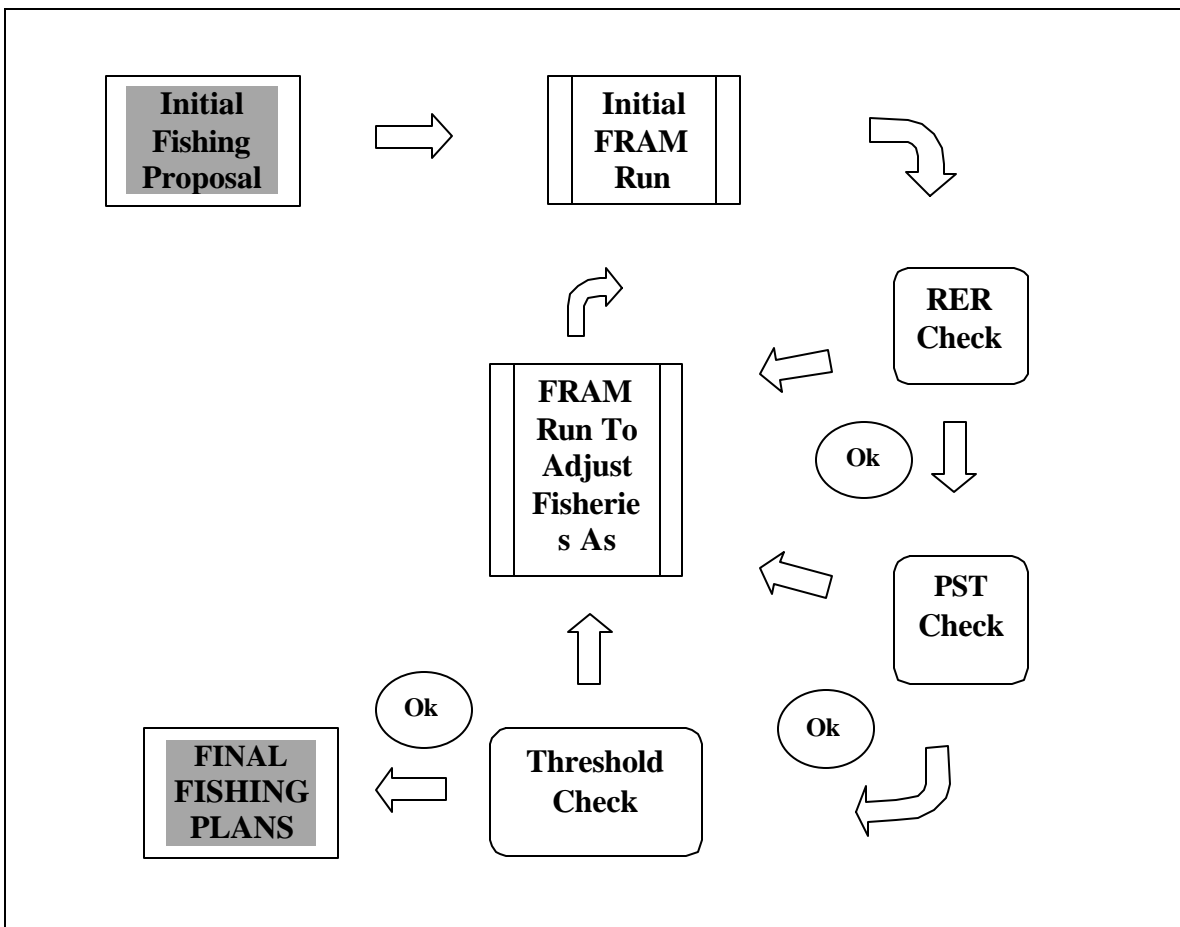 Initial
Fishing
Proposal
Initial
FRAM
Run
RER
Check
FRAM
Run To
Adjust
Fisherie
s As
Ok
PST
Check
Ok
Ok
Threshold
Check
FINAL
FISHING
PLANS